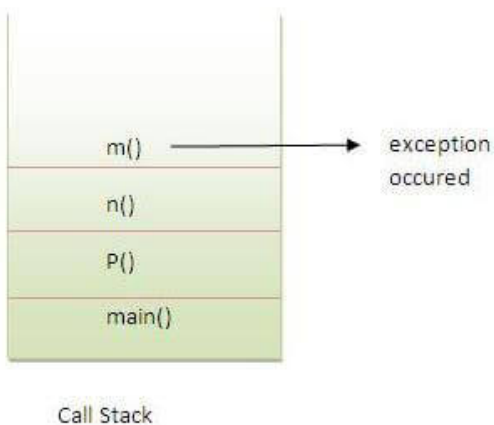 m()
exception
occured
n()
P()
main()
Call Stack